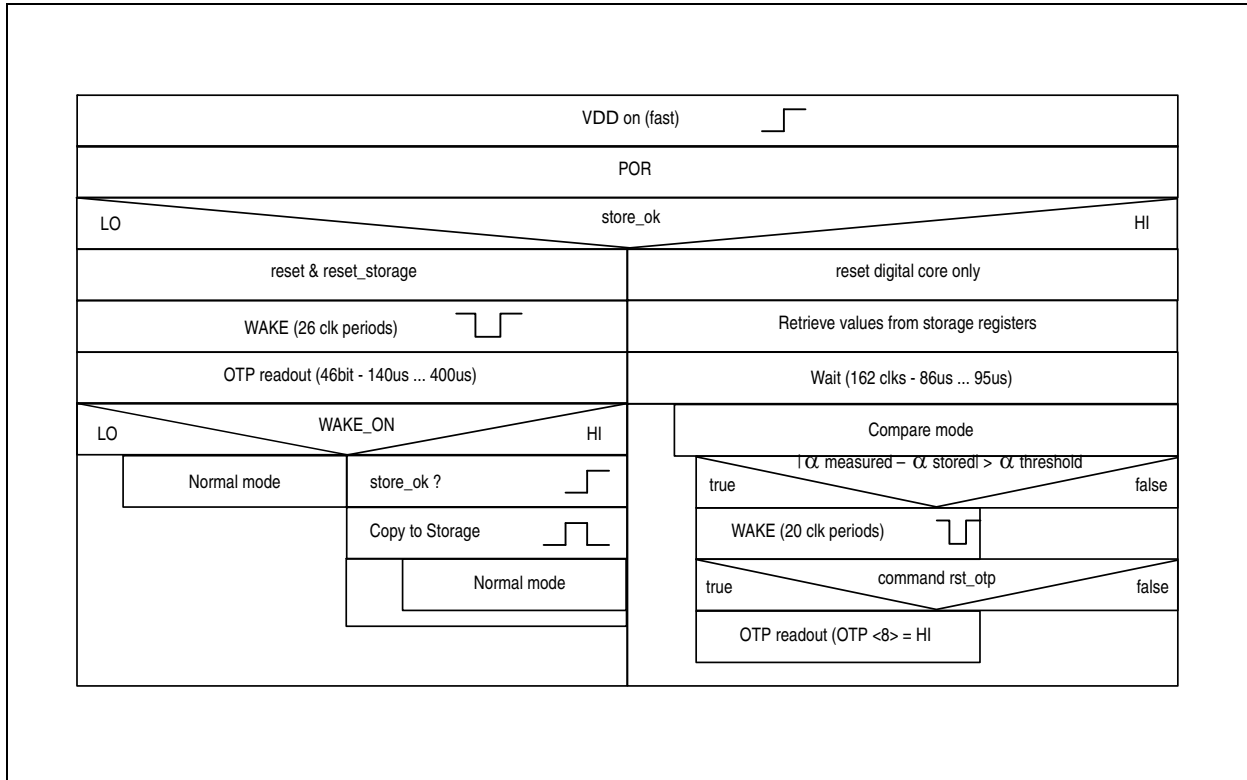 VDD on (fast)
POR
LO store_ok HI
reset & reset_storage reset digital core only
WAKE (26 clk periods) Retrieve values from storage registers
OTP readout (46bit - 140us ... 400us) Wait (162 clks - 86us ... 95us)
LO WAKE_ON HI Compare mode
| α measured – α stored| > α threshold
Normal mode store_ok ? true false
Copy to Storage WAKE (20 clk periods)
Normal mode true command rst_otp false
OTP readout (OTP <8> = HI